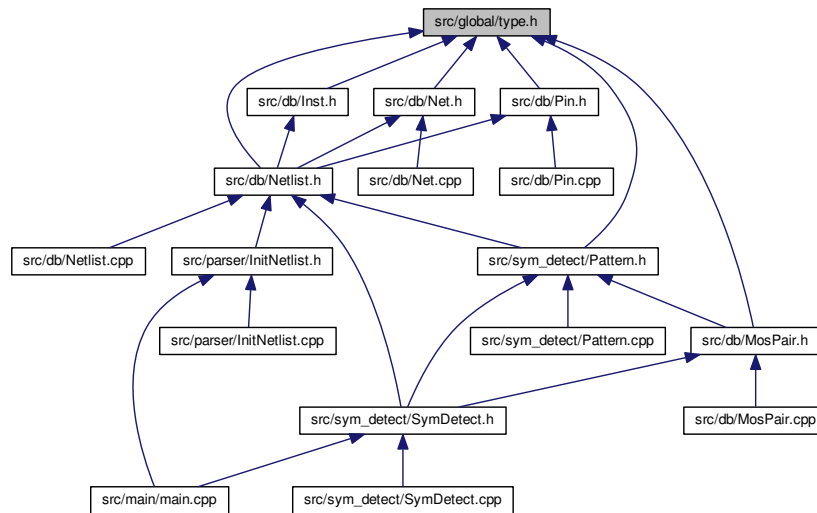 src/global/type.h
src/db/Inst.h
src/db/Net.h
src/db/Pin.h
src/db/Netlist.h
src/db/Net.cpp
src/db/Pin.cpp
src/db/Netlist.cpp
src/parser/InitNetlist.h
src/sym_detect/Pattern.h
src/parser/InitNetlist.cpp
src/sym_detect/Pattern.cpp
src/db/MosPair.h
src/sym_detect/SymDetect.h
src/db/MosPair.cpp
src/main/main.cpp
src/sym_detect/SymDetect.cpp